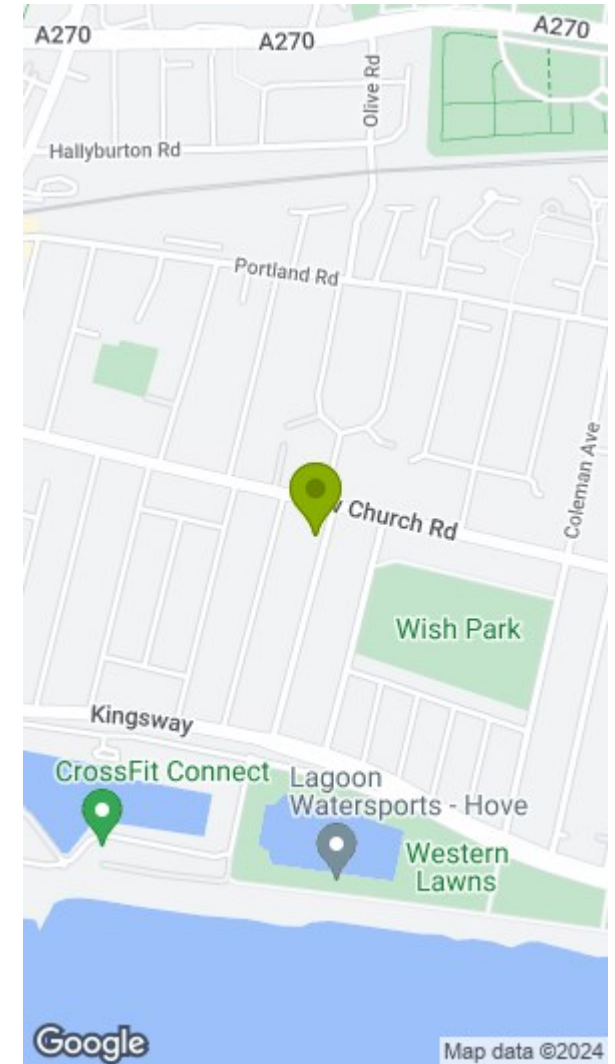 A270
A270
A270
Olive Rd
Hallyburton Rd
Portland Rd
Coleman Ave
Church Rd
Wish Park
Kingsway
CrossFit Connect
Lagoon
Watersports - Hove
Western
Lawns
Google
Map data ©2024